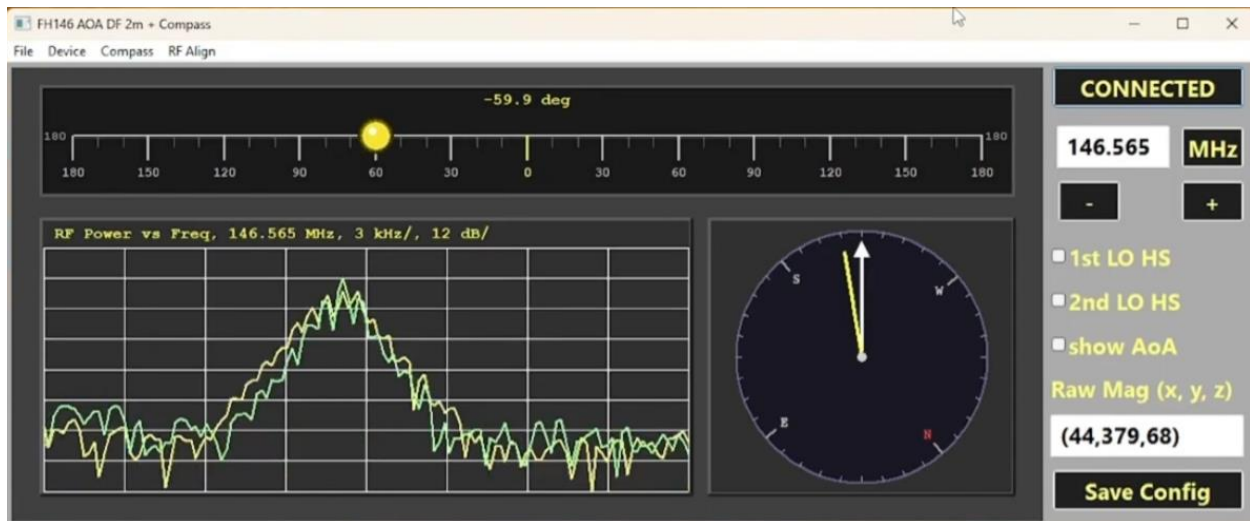 FH146 AOA DF 2m + Compass
File Device Compass RF Align
-59.9 deg
180 180
180 150 120 90 60 30 0 30 60 90 120 150 180
RF Power vs Freq, 146.565 MHz, 3 kHz/, 12 dB/
S
W
E
N
CONNECTED
146.565 MHz
- +
1st LO HS
2nd LO HS
show AoA
Raw Mag (x, y, z)
(44,379,68)
Save Config